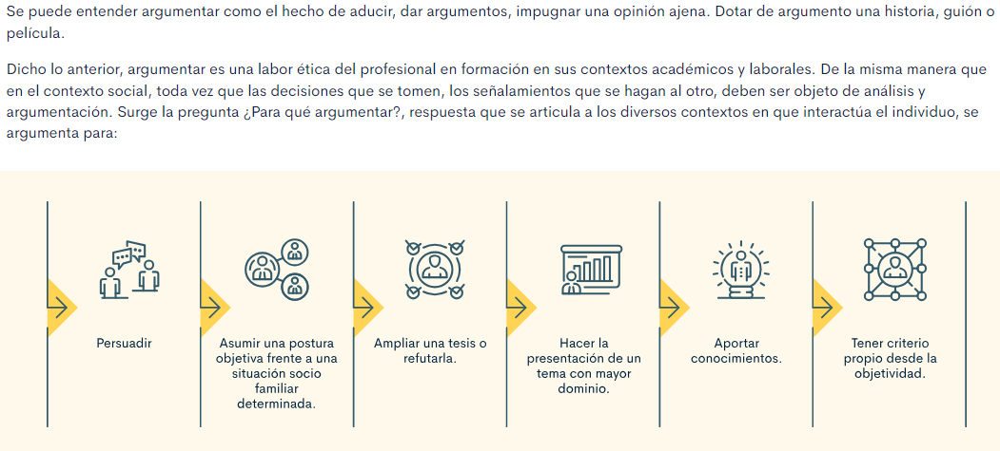 Se puede entender argumentar como el hecho de aducir, dar argumentos, impugnar una opinión ajena. Dotar de argumento una historia, guión o
película.
Dicho lo anterior, argumentar es una labor ética del profesional en formación en sus contextos académicos y laborales. De la misma manera que
en el contexto social, toda vez que las decisiones que se tomen, los señalamientos que se hagan al otro, deben ser objeto de análisis y
argumentación. Surge la pregunta ¿Para qué argumentar?, respuesta que se articula a los diversos contextos en que interactúa el individuo, se
argumenta para:
Persuadir
Asumir una postura
objetiva frente a una
situación socio
familiar
determinada.
Ampliar una tesis o
refutarla.
Hacer la
presentación de un
tema con mayor
dominio.
Aportar
conocimientos.
Tener criterio
propio desde la
objetividad.